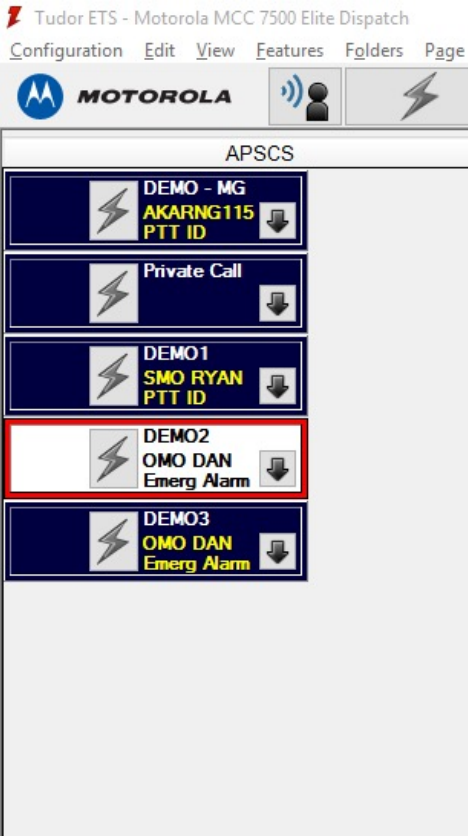 Tudor ETS - Motorola MCC 7500 Elite Dispatch
Configuration Edit View Features Folders Page
MOTOROLA
APSCS
DEMO - MG
AKARNG115
PTT ID
Private Call
DEMO1
SMO RYAN
PTT ID
DEMO2
OMO DAN
Emerg Alarm
DEMO3
OMO DAN
Emerg Alarm